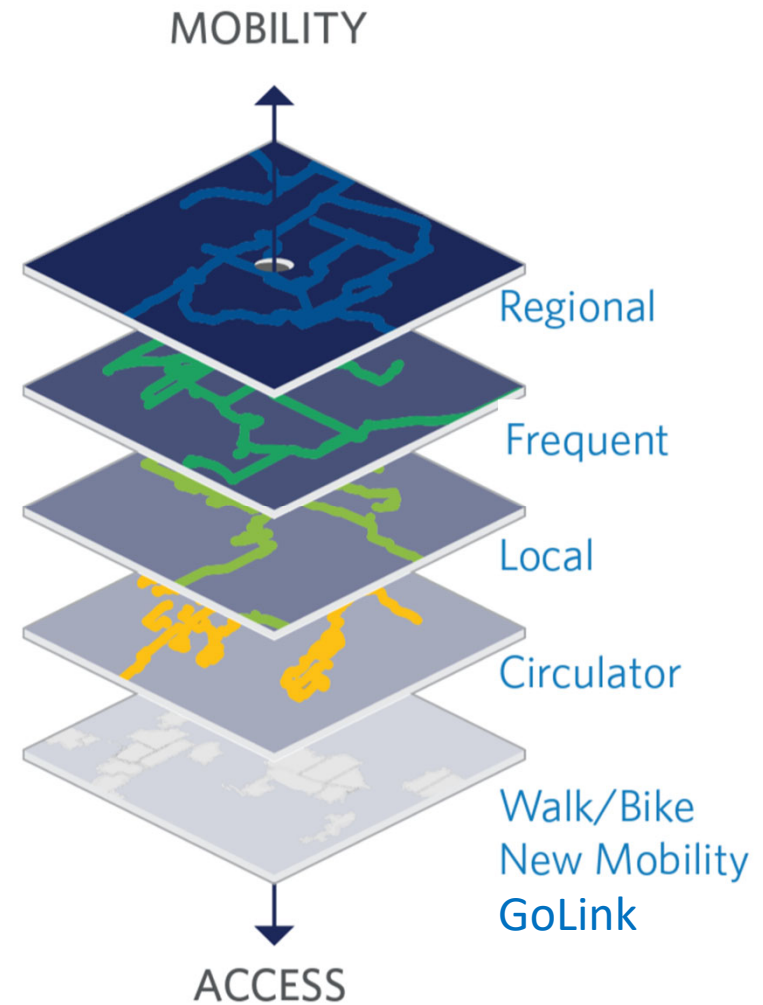 MOBILITY
Regional
Frequent
Local
Circulator
Walk/Bike
New Mobility
GoLink
ACCESS